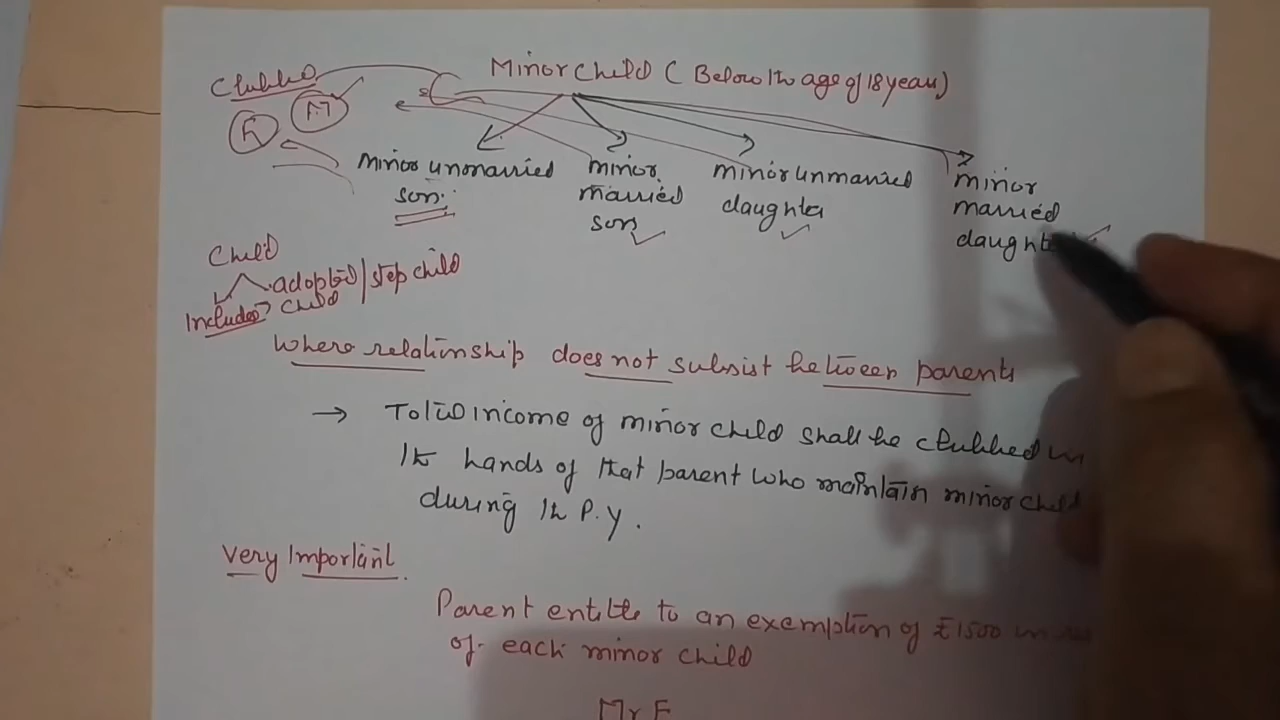 Minor child ( Below the age of 18 year)
Clubbed
F.
minor unmarried son.
minor married son
minor unmarried daughter
minor married daught
Child
adopted / step child
Includes child
Where relationship does not subsist between parents
→ Total income of minor child shall be clubbed in
the hands of that parent who maintain minor child
during the P.Y.
Very Important.
Parent entitle to an exemption of ₹1500 in
of each minor child
Mr F